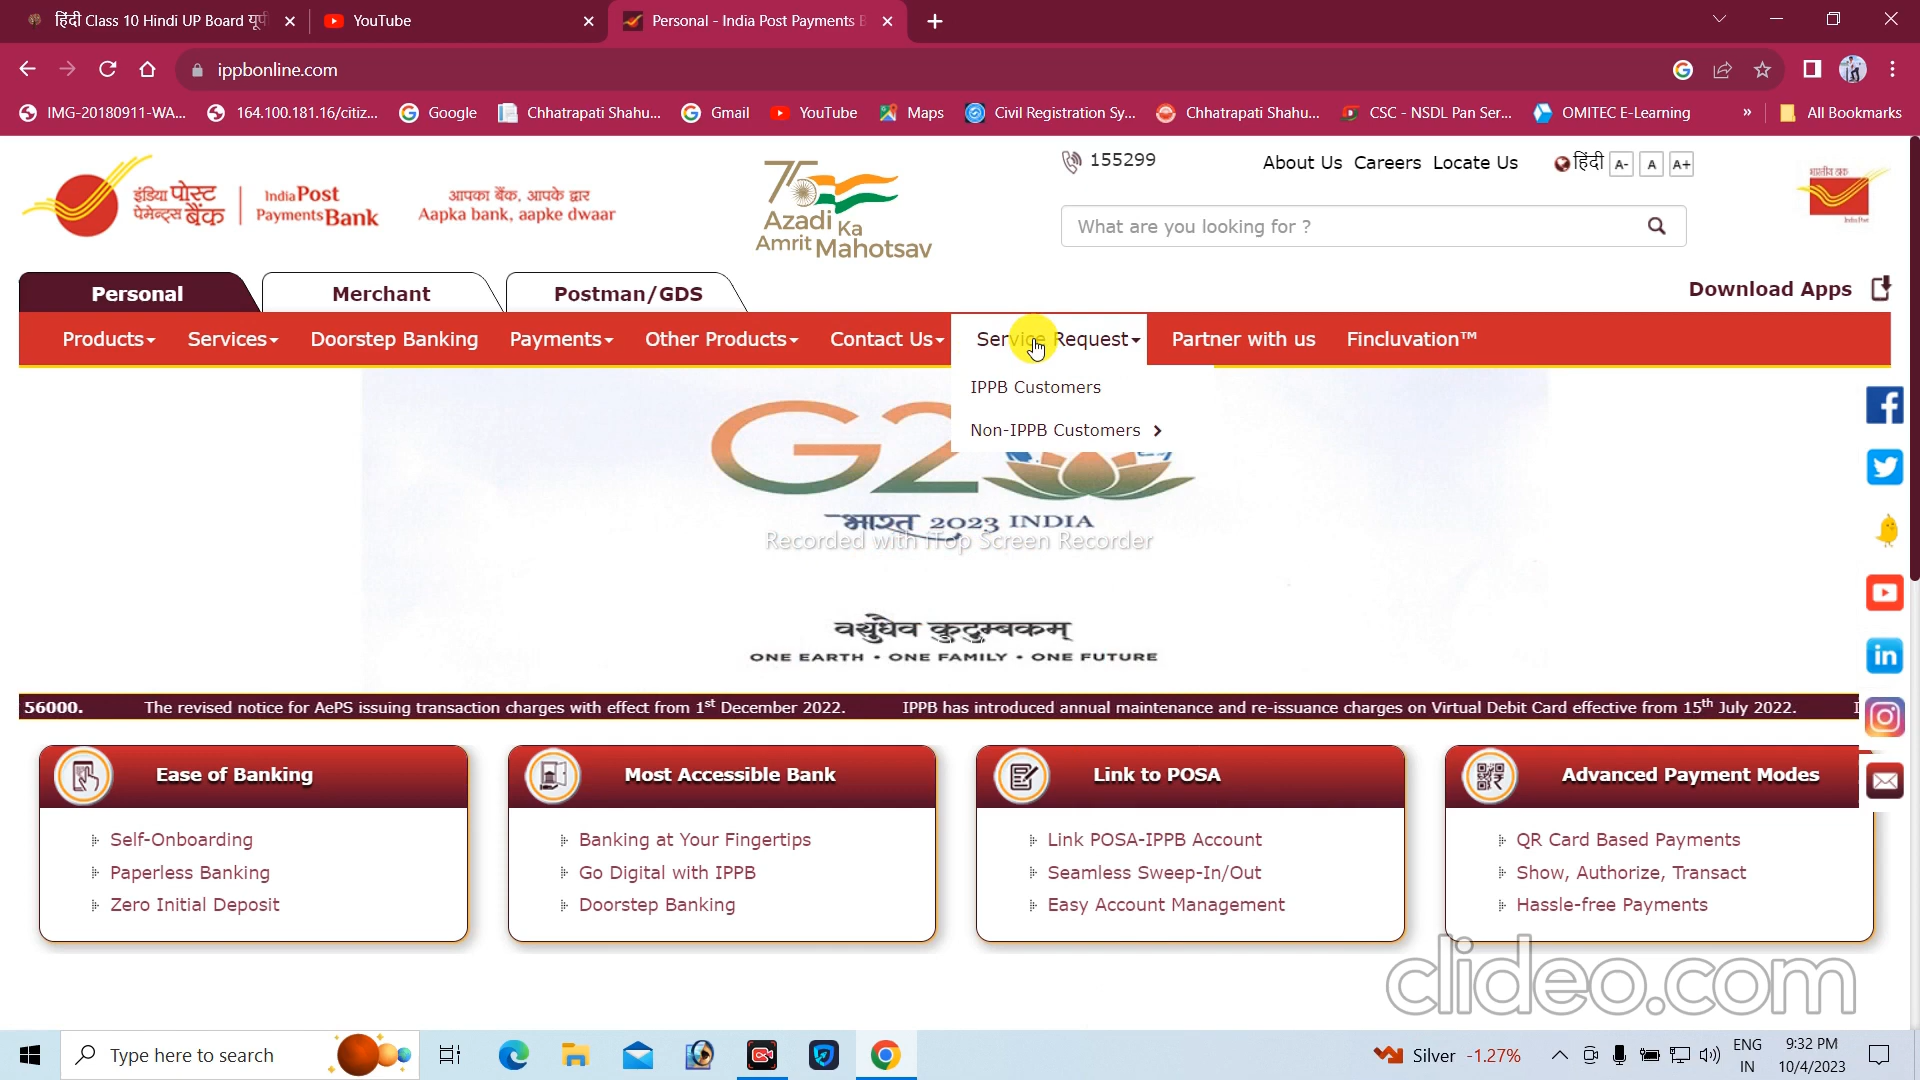 हिंदी Class 10 Hindi UP Board यूपी
YouTube
Personal - India Post Payments B
ippbonline.com
IMG-20180911-WA...
164.100.181.16/citiz...
Google
Chhatrapati Shahu...
Gmail
YouTube
Maps
Civil Registration Sy...
Chhatrapati Shahu...
CSC - NSDL Pan Ser...
OMITEC E-Learning
»
All Bookmarks
इंडिया पोस्ट
पेमेन्ट्स बैंक
India Post
Payments Bank
आपका बैंक, आपके द्वार
Aapka bank, aapke dwaar
75
Azadi Ka
Amrit Mahotsav
155299
About Us Careers Locate Us
हिंदी A- A A+
What are you looking for ?
भारतीय डाक
India Post
Personal
Merchant
Postman/GDS
Download Apps
Products
Services
Doorstep Banking
Payments
Other Products
Contact Us
Service Request
Partner with us
Fincluvation™
IPPB Customers
Non-IPPB Customers
G2
भारत 2023 INDIA
Recorded with iTop Screen Recorder
वसुधैव कुटुम्बकम्
ONE EARTH • ONE FAMILY • ONE FUTURE
56000. The revised notice for AePS issuing transaction charges with effect from 1st December 2022. IPPB has introduced annual maintenance and re-issuance charges on Virtual Debit Card effective from 15th July 2022.
Ease of Banking
Self-Onboarding
Paperless Banking
Zero Initial Deposit
Most Accessible Bank
Banking at Your Fingertips
Go Digital with IPPB
Doorstep Banking
Link to POSA
Link POSA-IPPB Account
Seamless Sweep-In/Out
Easy Account Management
Advanced Payment Modes
QR Card Based Payments
Show, Authorize, Transact
Hassle-free Payments
clideo.com
Type here to search
Silver -1.27%
ENG
IN
9:32 PM
10/4/2023